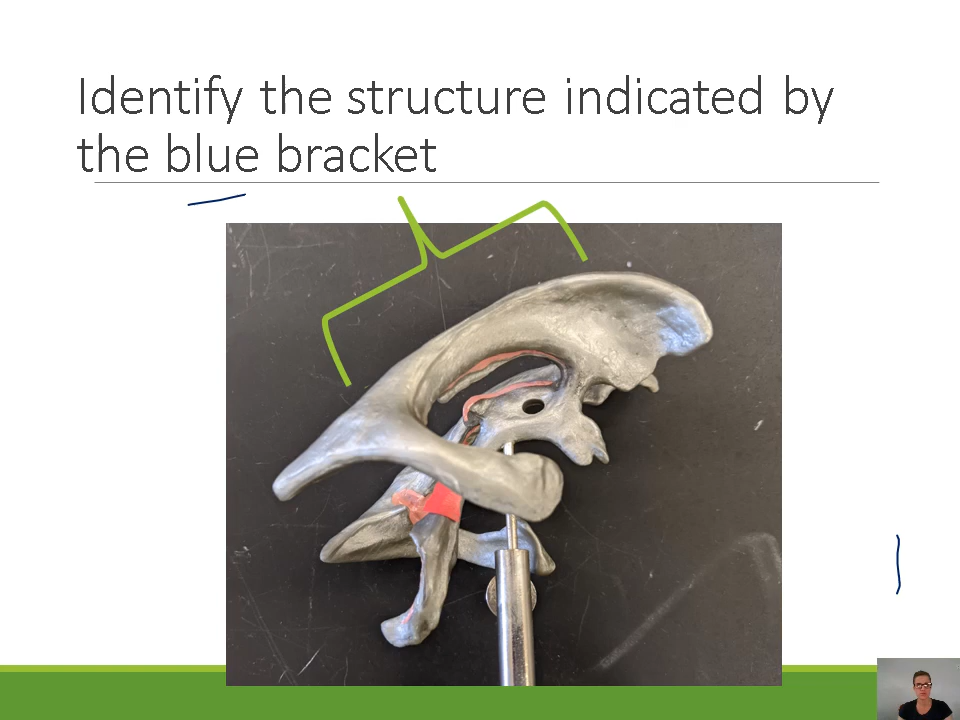 Identify the structure indicated by
the blue bracket